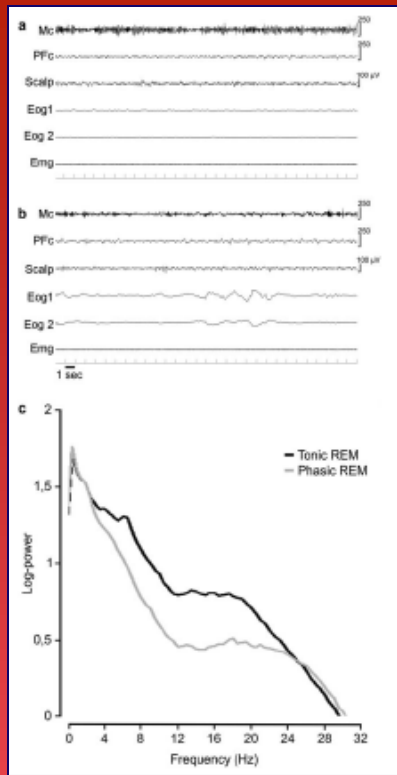 a
Mc
250
PFc
250
Scalp
100 µV
Eog1
Eog 2
Emg
b
Mc
250
PFc
250
Scalp
100 µV
Eog1
Eog 2
Emg
1 sec
c
2
1,5
1
0,5
0
Log-power
Tonic REM
Phasic REM
0 4 8 12 16 20 24 28 32
Frequency (Hz)